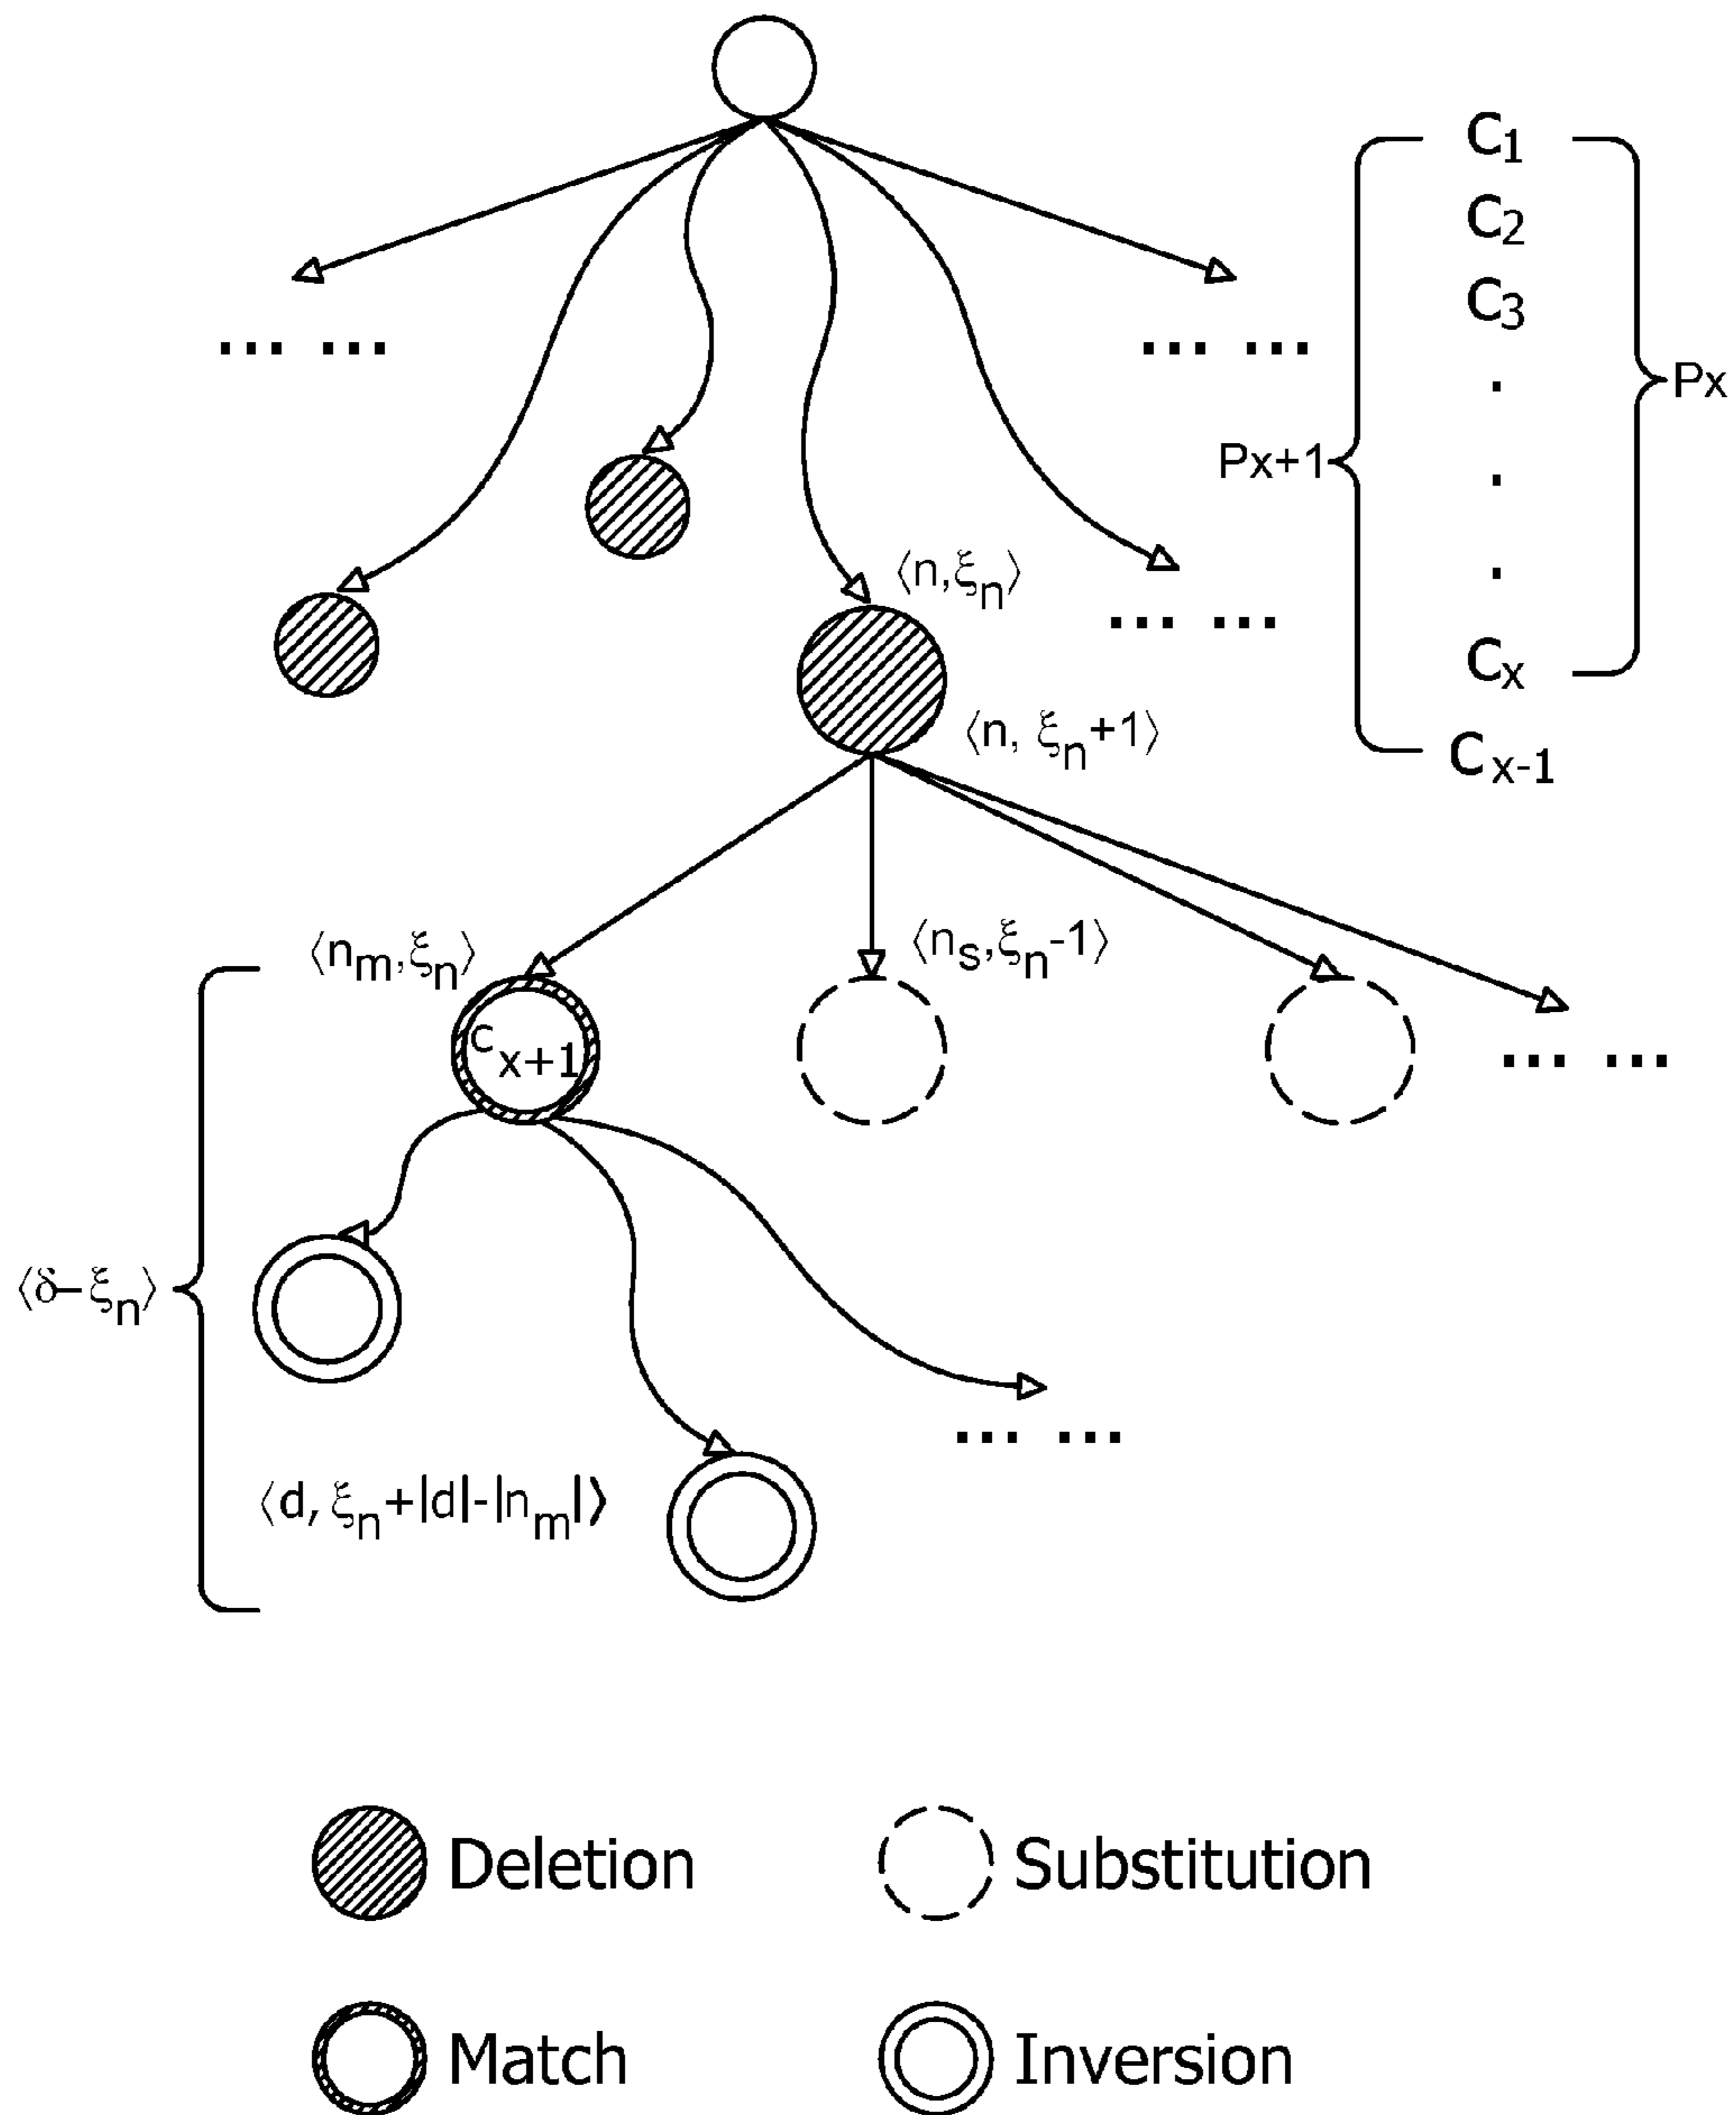 C1
C2
C3
... ...
... ...
Px
Px+1
⟨n,ξn⟩
... ...
Cx
⟨n, ξn+1⟩
Cx-1
⟨nm,ξn⟩
⟨ns,ξn-1⟩
cx+1
... ...
⟨δ–ξn⟩
... ...
⟨d, ξn+|d|-|nm|⟩
Deletion
Substitution
Match
Inversion